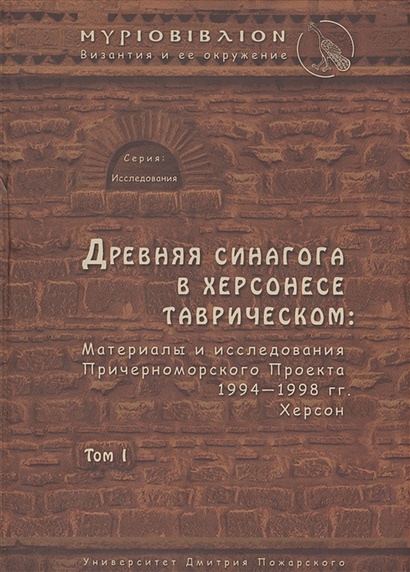 ΜΥΡΙΟΒΙΒΛΙΟΝ
Византия и ее окружение
Серия:
Исследования
Древняя синагога
в Херсонесе
Таврическом:
Материалы и исследования
Причерноморского Проекта
1994—1998 гг.
Херсон
Том I
Университет Дмитрия Пожарского